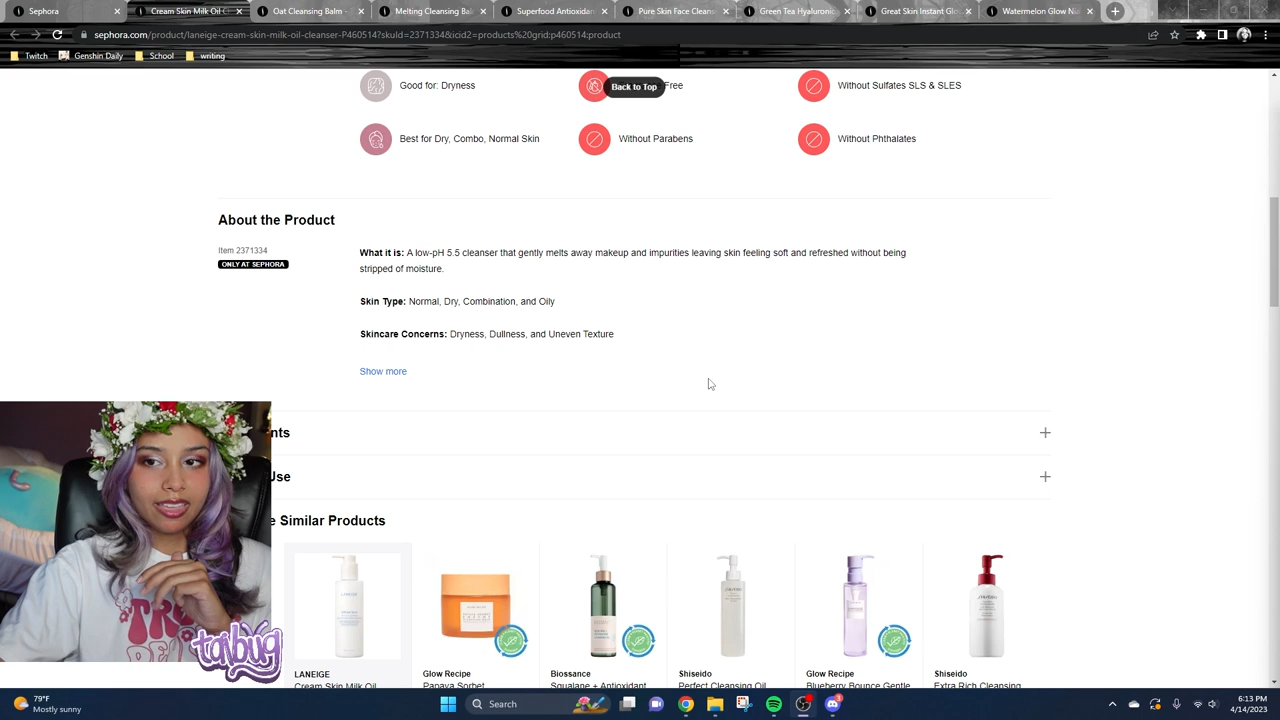 Sephora
Cream Skin Milk Oil
Oat Cleansing Balm -
Melting Cleansing Bal
Superfood Antioxidan
Pure Skin Face Cleans
Green Tea Hyaluronic
Great Skin Instant Glow
Watermelon Glow Ni
sephora.com/product/laneige-cream-skin-milk-oil-cleanser-P460514?skuId=2371334&icid2=products%20grid:p460514:product
Twitch
Genshin Daily
School
writing
Good for: Dryness
Back to Top
Free
Without Sulfates SLS & SLES
Best for Dry, Combo, Normal Skin
Without Parabens
Without Phthalates
About the Product
Item 2371334
ONLY AT SEPHORA
What it is: A low-pH 5.5 cleanser that gently melts away makeup and impurities leaving skin feeling soft and refreshed without being
stripped of moisture.
Skin Type: Normal, Dry, Combination, and Oily
Skincare Concerns: Dryness, Dullness, and Uneven Texture
Show more
nts
Use
e Similar Products
LANEIGE
Cream Skin Milk Oil
Glow Recipe
Papaya Sorbet
Biossance
Squalane + Antioxidant
Shiseido
Perfect Cleansing Oil
Glow Recipe
Blueberry Bounce Gentle
Shiseido
Extra Rich Cleansing
taibug
79°F
Mostly sunny
Search
6:13 PM
4/14/2023